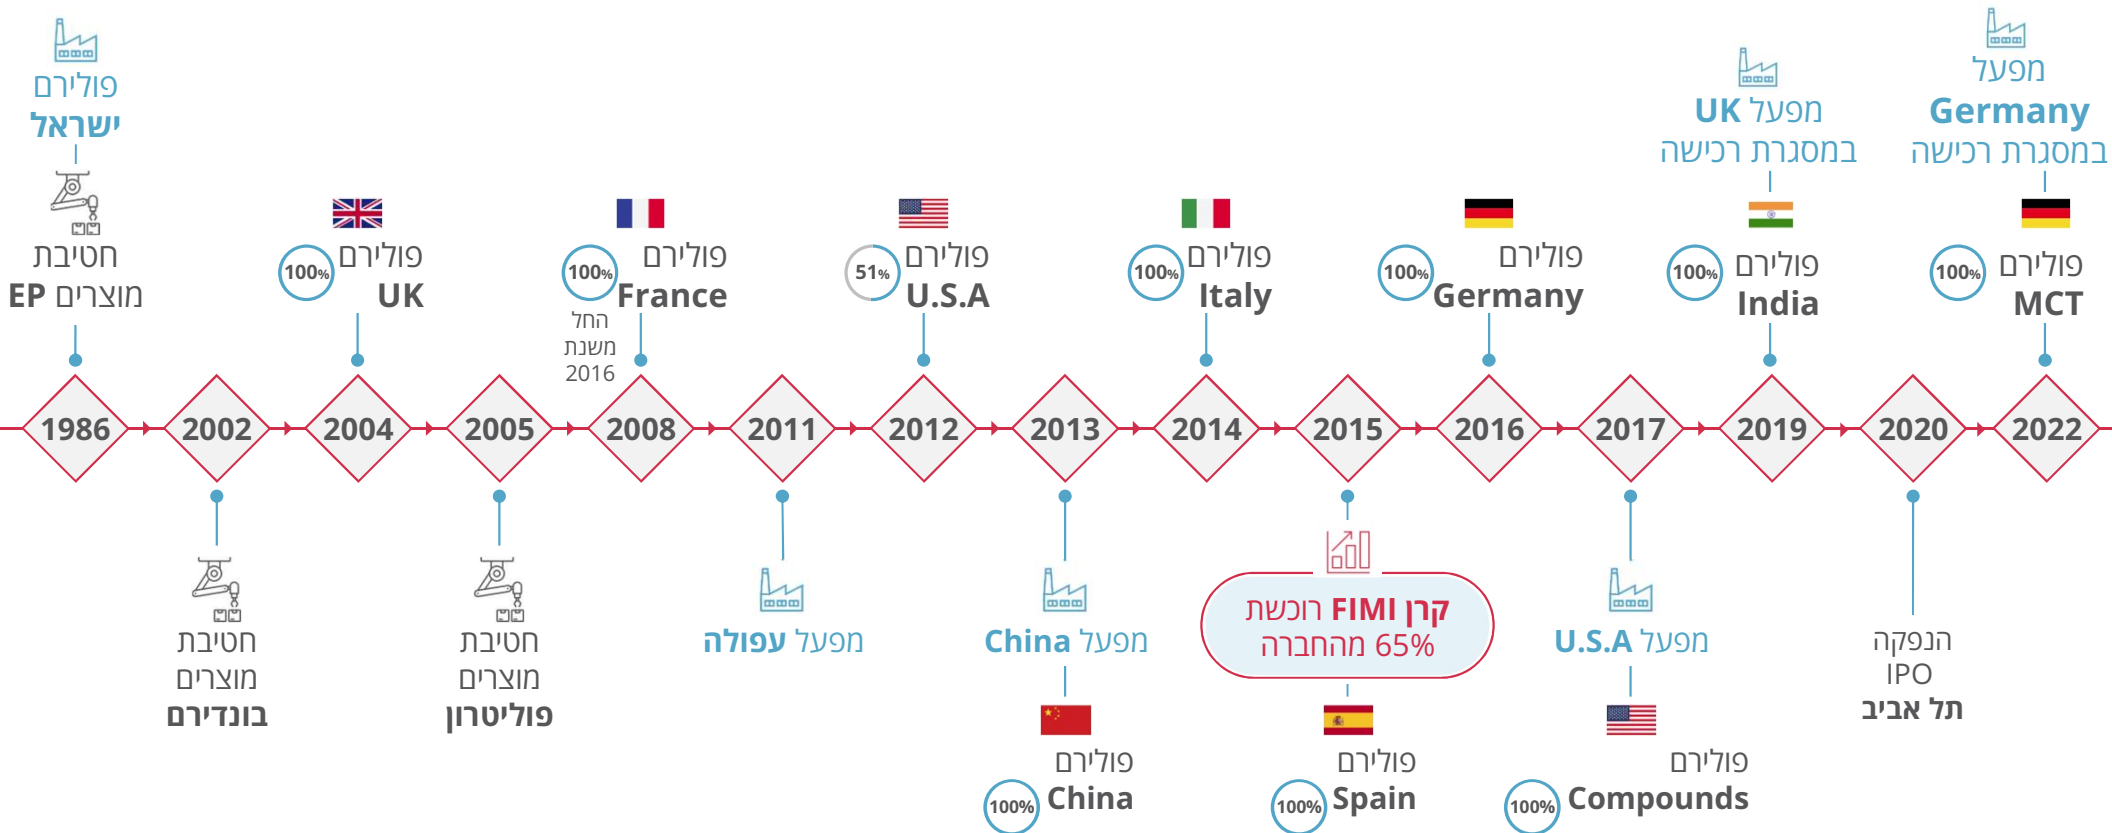 פולירם
ישראל
חטיבת
מוצרים EP
1986
2002
חטיבת
מוצרים
בונדירם
פולירם
UK
100%
2004
2005
חטיבת
מוצרים
פוליטרון
פולירם
France
100%
החל
משנת
2016
2008
2011
מפעל עפולה
פולירם
U.S.A
51%
2012
2013
מפעל China
פולירם
China
100%
פולירם
Italy
100%
2014
2015
קרן FIMI רוכשת
65% מהחברה
פולירם
Spain
100%
פולירם
Germany
100%
2016
2017
מפעל U.S.A
פולירם
Compounds
100%
מפעל UK
במסגרת רכישה
פולירם
India
100%
2019
2020
הנפקה
IPO
תל אביב
מפעל
Germany
במסגרת רכישה
פולירם
MCT
100%
2022